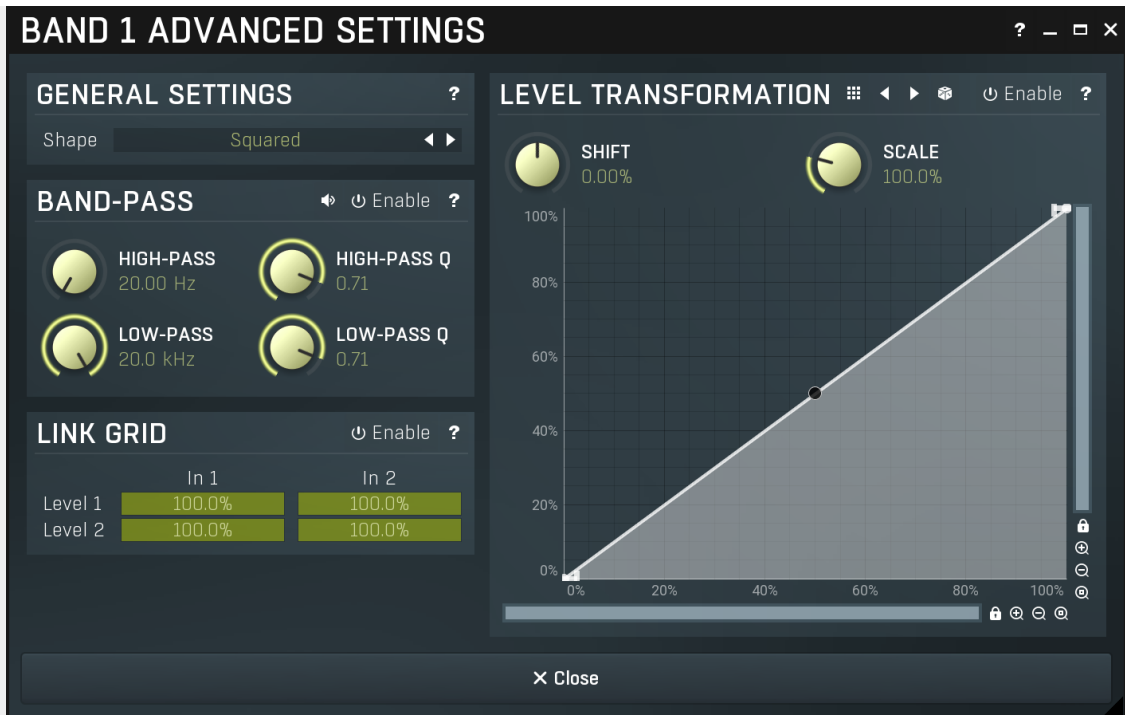 BAND 1 ADVANCED SETTINGS ?
GENERAL SETTINGS ?
Shape Squared
BAND-PASS Enable ?
HIGH-PASS
20.00 Hz
HIGH-PASS Q
0.71
LOW-PASS
20.0 kHz
LOW-PASS Q
0.71
LINK GRID Enable ?
In 1 In 2
Level 1 100.0% 100.0%
Level 2 100.0% 100.0%
LEVEL TRANSFORMATION Enable ?
SHIFT
0.00%
SCALE
100.0%
100%
80%
60%
40%
20%
0%
0% 20% 40% 60% 80% 100%
Close